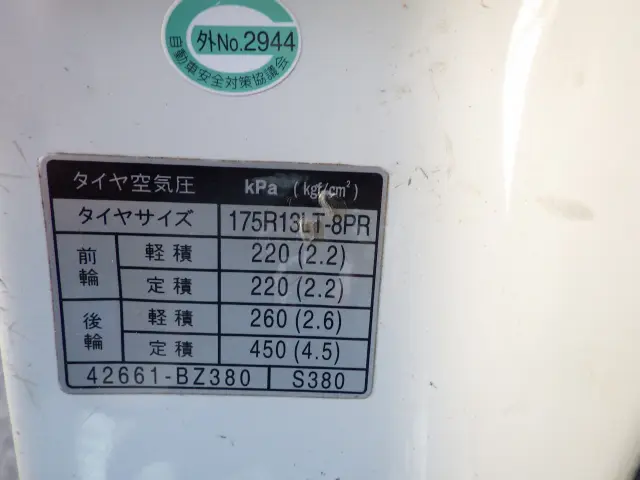 外No.2944
自動車安全対策協議会
タイヤ空気圧 kPa (kgf/cm²)
タイヤサイズ 175R13LT-8PR
前輪 軽積 220 (2.2)
定積 220 (2.2)
後輪 軽積 260 (2.6)
定積 450 (4.5)
42661-BZ380 S380